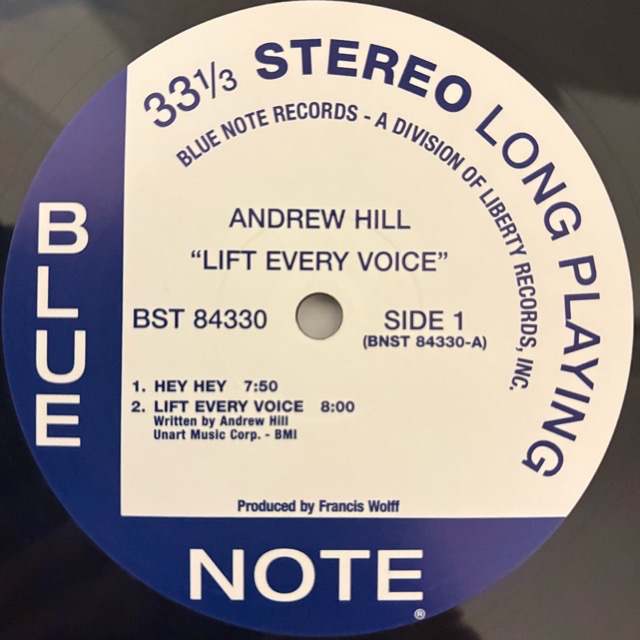 33 1/3 STEREO LONG PLAYING
BLUE NOTE RECORDS - A DIVISION OF LIBERTY RECORDS, INC.
ANDREW HILL
“LIFT EVERY VOICE”
BST 84330
SIDE 1
(BNST 84330-A)
1. HEY HEY 7:50
2. LIFT EVERY VOICE 8:00
Written by Andrew Hill
Unart Music Corp. - BMI
Produced by Francis Wolff
BLUE
NOTE®